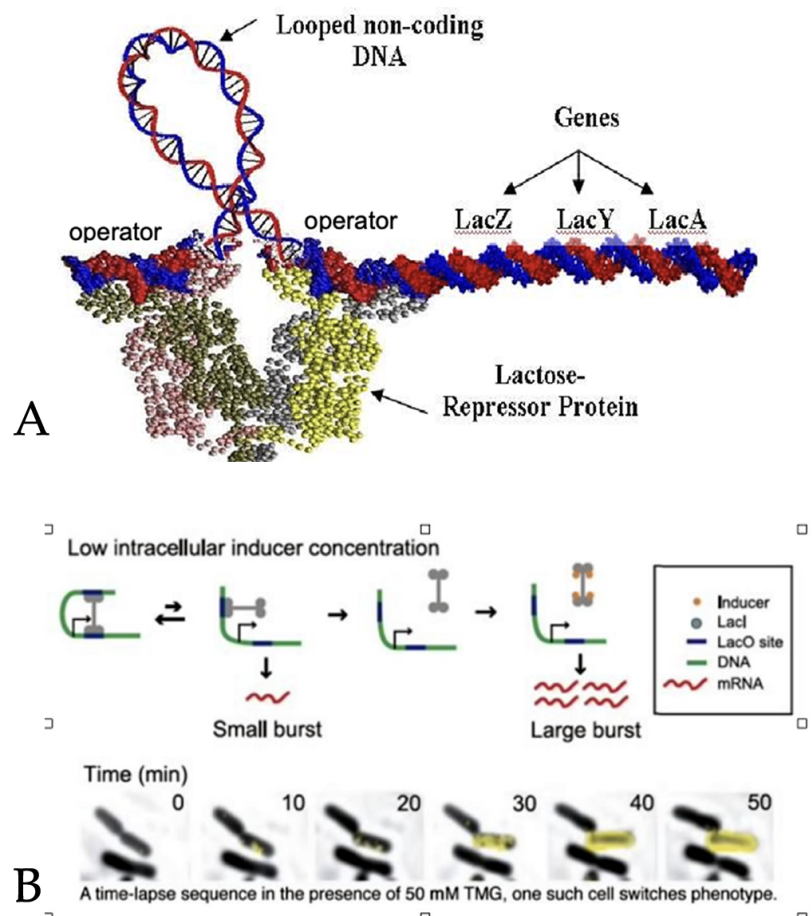 Looped non-coding
DNA
Genes
operator
operator
LacZ
LacY
LacA
Lactose-
Repressor Protein
A
Low intracellular inducer concentration
Inducer
LacI
LacO site
DNA
mRNA
Small burst
Large burst
Time (min)
0
10
20
30
40
50
B
A time-lapse sequence in the presence of 50 mM TMG, one such cell switches phenotype.